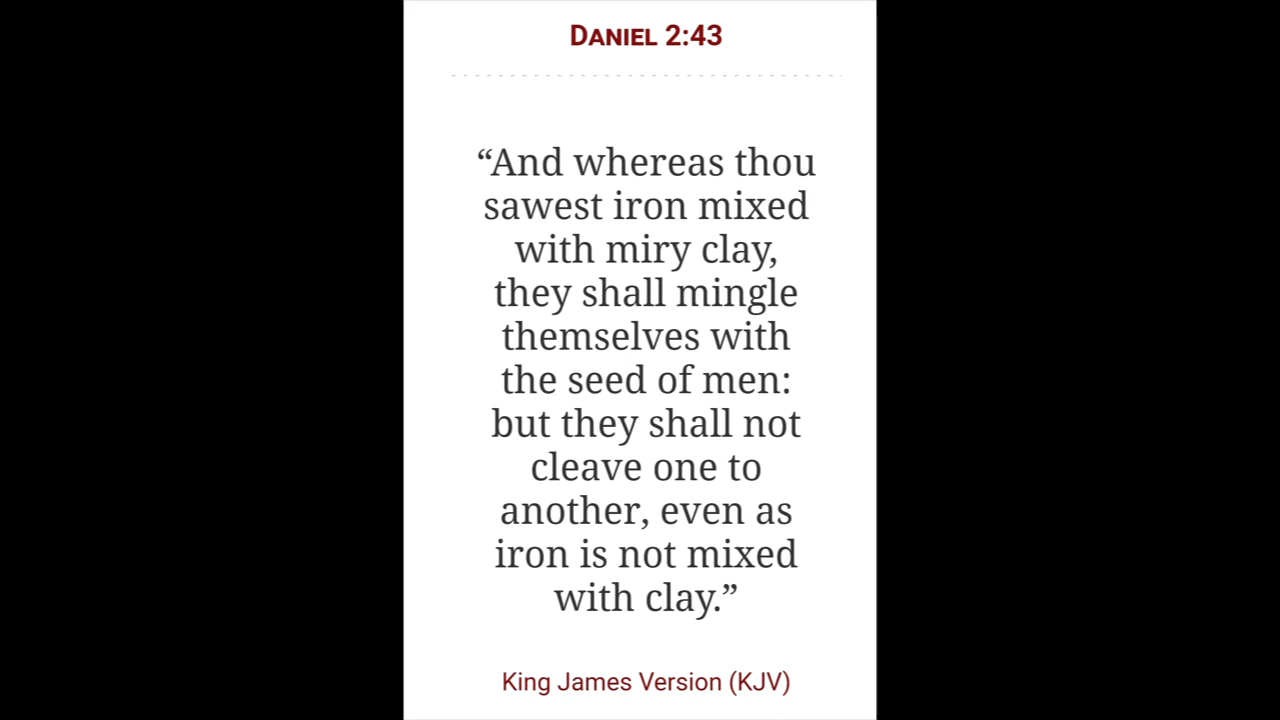 DANIEL 2:43
“And whereas thou
sawest iron mixed
with miry clay,
they shall mingle
themselves with
the seed of men:
but they shall not
cleave one to
another, even as
iron is not mixed
with clay.”
King James Version (KJV)